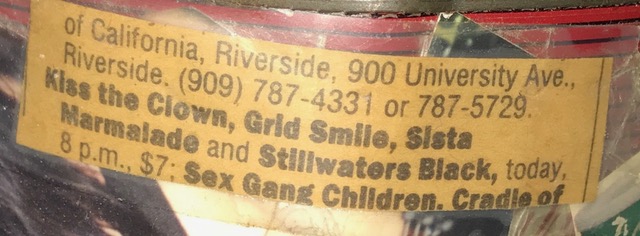 of California, Riverside, 900 University Ave.,
Riverside. (909) 787-4331 or 787-5729.
Kiss the Clown, Grid Smile, Sista
Marmalade and Stillwaters Black, today,
8 p.m., $7; Sex Gang Children, Cradle of